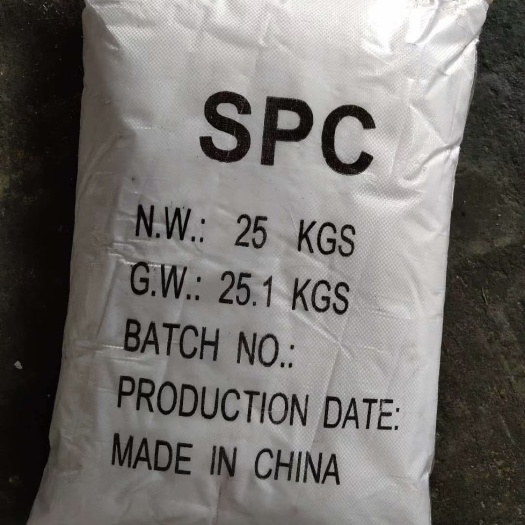 SPC
N.W.: 25 KGS
G.W.: 25.1 KGS
BATCH NO.:
PRODUCTION DATE:
MADE IN CHINA